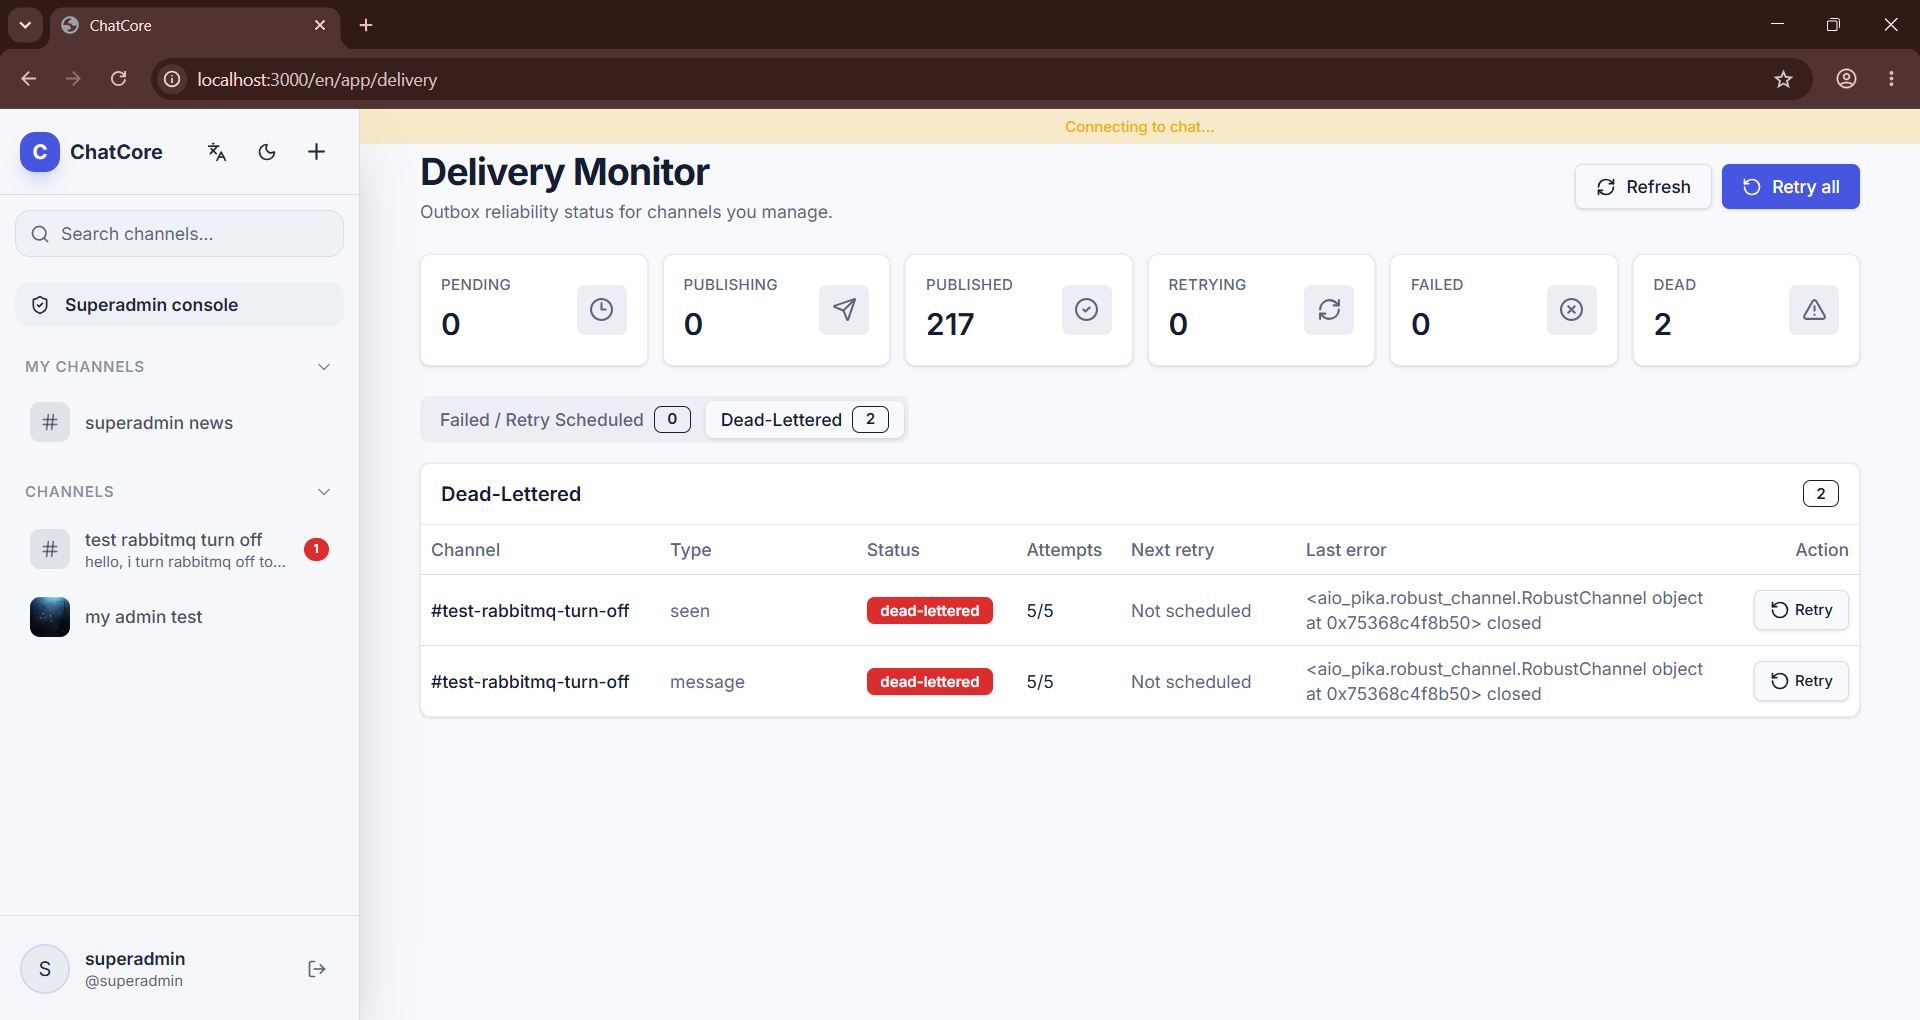 ChatCore
localhost:3000/en/app/delivery
C ChatCore
Connecting to chat...
Search channels...
Superadmin console
MY CHANNELS
# superadmin news
CHANNELS
# test rabbitmq turn off 1
hello, i turn rabbitmq off to...
my admin test
S superadmin
@superadmin
Delivery Monitor
Outbox reliability status for channels you manage.
Refresh Retry all
PENDING PUBLISHING PUBLISHED RETRYING FAILED DEAD
0 0 217 0 0 2
Failed / Retry Scheduled 0 Dead-Lettered 2
Dead-Lettered 2
Channel Type Status Attempts Next retry Last error Action
#test-rabbitmq-turn-off seen dead-lettered 5/5 Not scheduled <aio_pika.robust_channel.RobustChannel object
at 0x75368c4f8b50> closed Retry
#test-rabbitmq-turn-off message dead-lettered 5/5 Not scheduled <aio_pika.robust_channel.RobustChannel object
at 0x75368c4f8b50> closed Retry